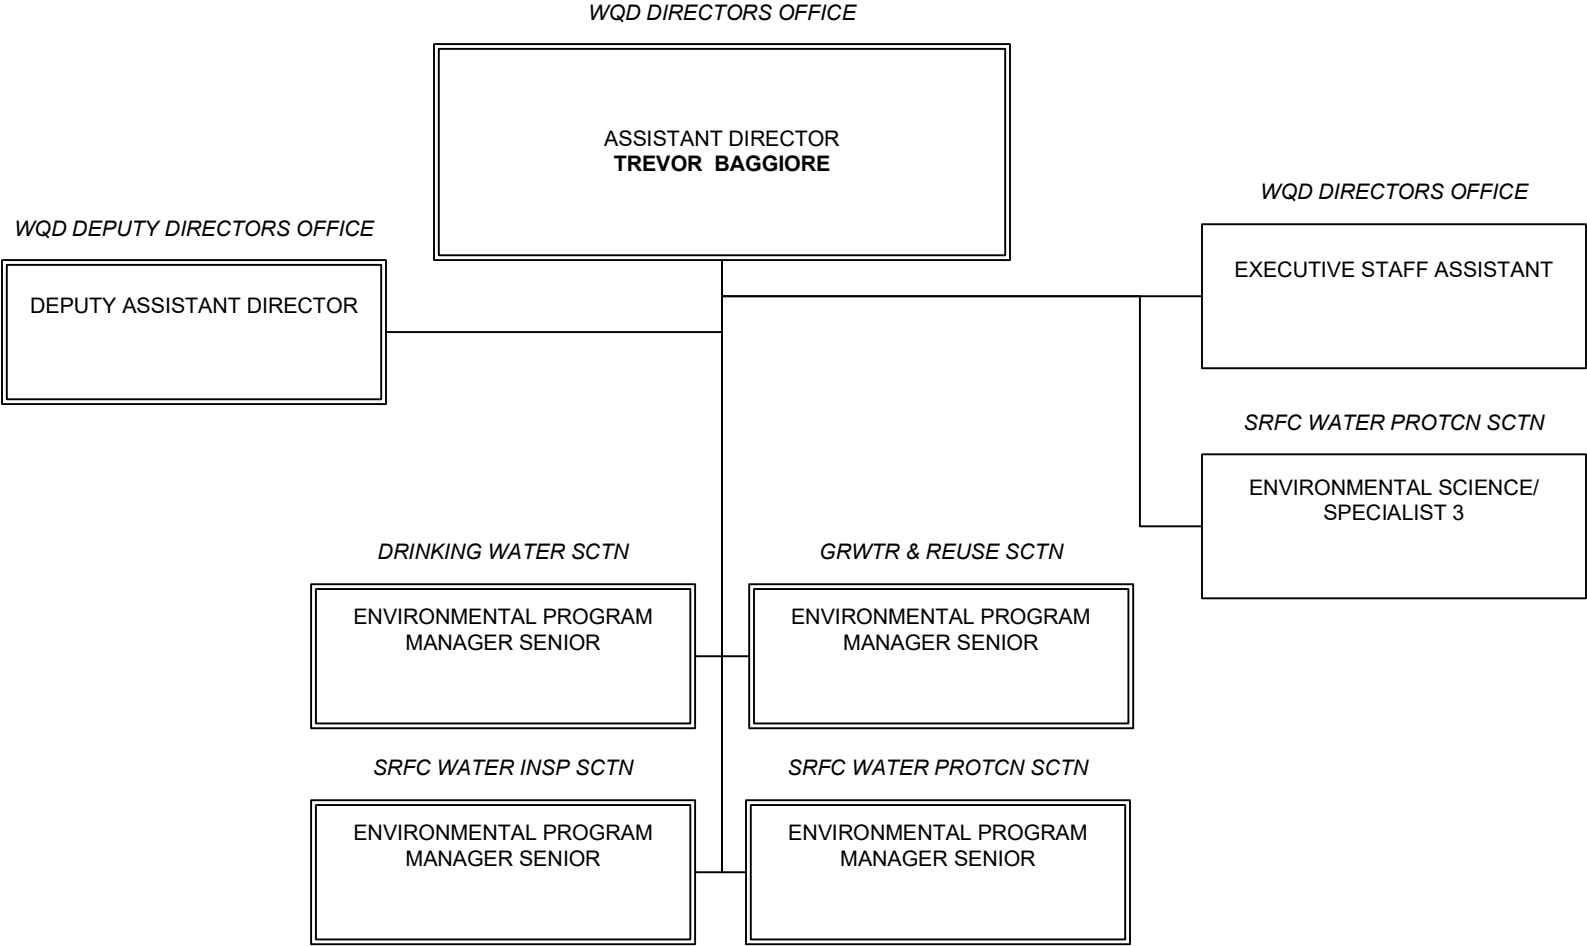 WQD DIRECTORS OFFICE
ASSISTANT DIRECTOR
TREVOR BAGGIORE
WQD DIRECTORS OFFICE
EXECUTIVE STAFF ASSISTANT
WQD DEPUTY DIRECTORS OFFICE
DEPUTY ASSISTANT DIRECTOR
SRFC WATER PROTCN SCTN
ENVIRONMENTAL SCIENCE/
SPECIALIST 3
DRINKING WATER SCTN
ENVIRONMENTAL PROGRAM
MANAGER SENIOR
GRWTR & REUSE SCTN
ENVIRONMENTAL PROGRAM
MANAGER SENIOR
SRFC WATER INSP SCTN
ENVIRONMENTAL PROGRAM
MANAGER SENIOR
SRFC WATER PROTCN SCTN
ENVIRONMENTAL PROGRAM
MANAGER SENIOR